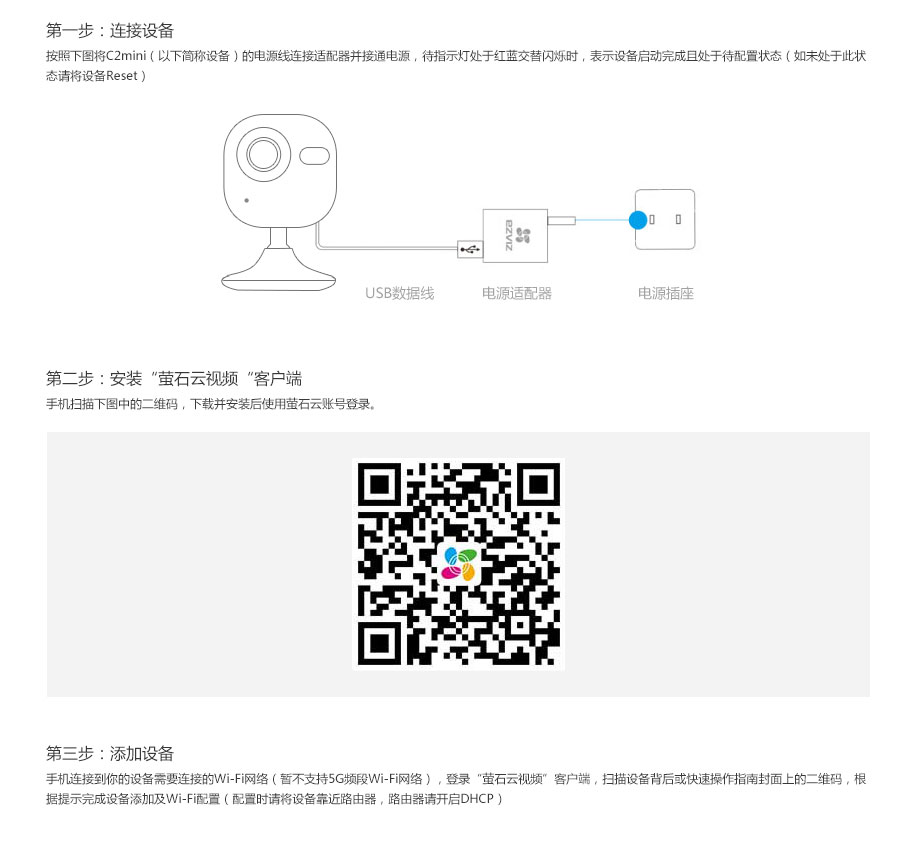 第一步：连接设备
按照下图将C2mini（以下简称设备）的电源线连接适配器并接通电源，待指示灯处于红蓝交替闪烁时，表示设备启动完成且处于待配置状态（如未处于此状
态请将设备Reset）
ezviz
USB数据线
电源适配器
电源插座
第二步：安装“萤石云视频“客户端
手机扫描下图中的二维码，下载并安装后使用萤石云账号登录。
第三步：添加设备
手机连接到你的设备需要连接的Wi-Fi网络（暂不支持5G频段Wi-Fi网络），登录“萤石云视频”客户端，扫描设备背后或快速操作指南封面上的二维码，根
据提示完成设备添加及Wi-Fi配置（配置时请将设备靠近路由器，路由器请开启DHCP）